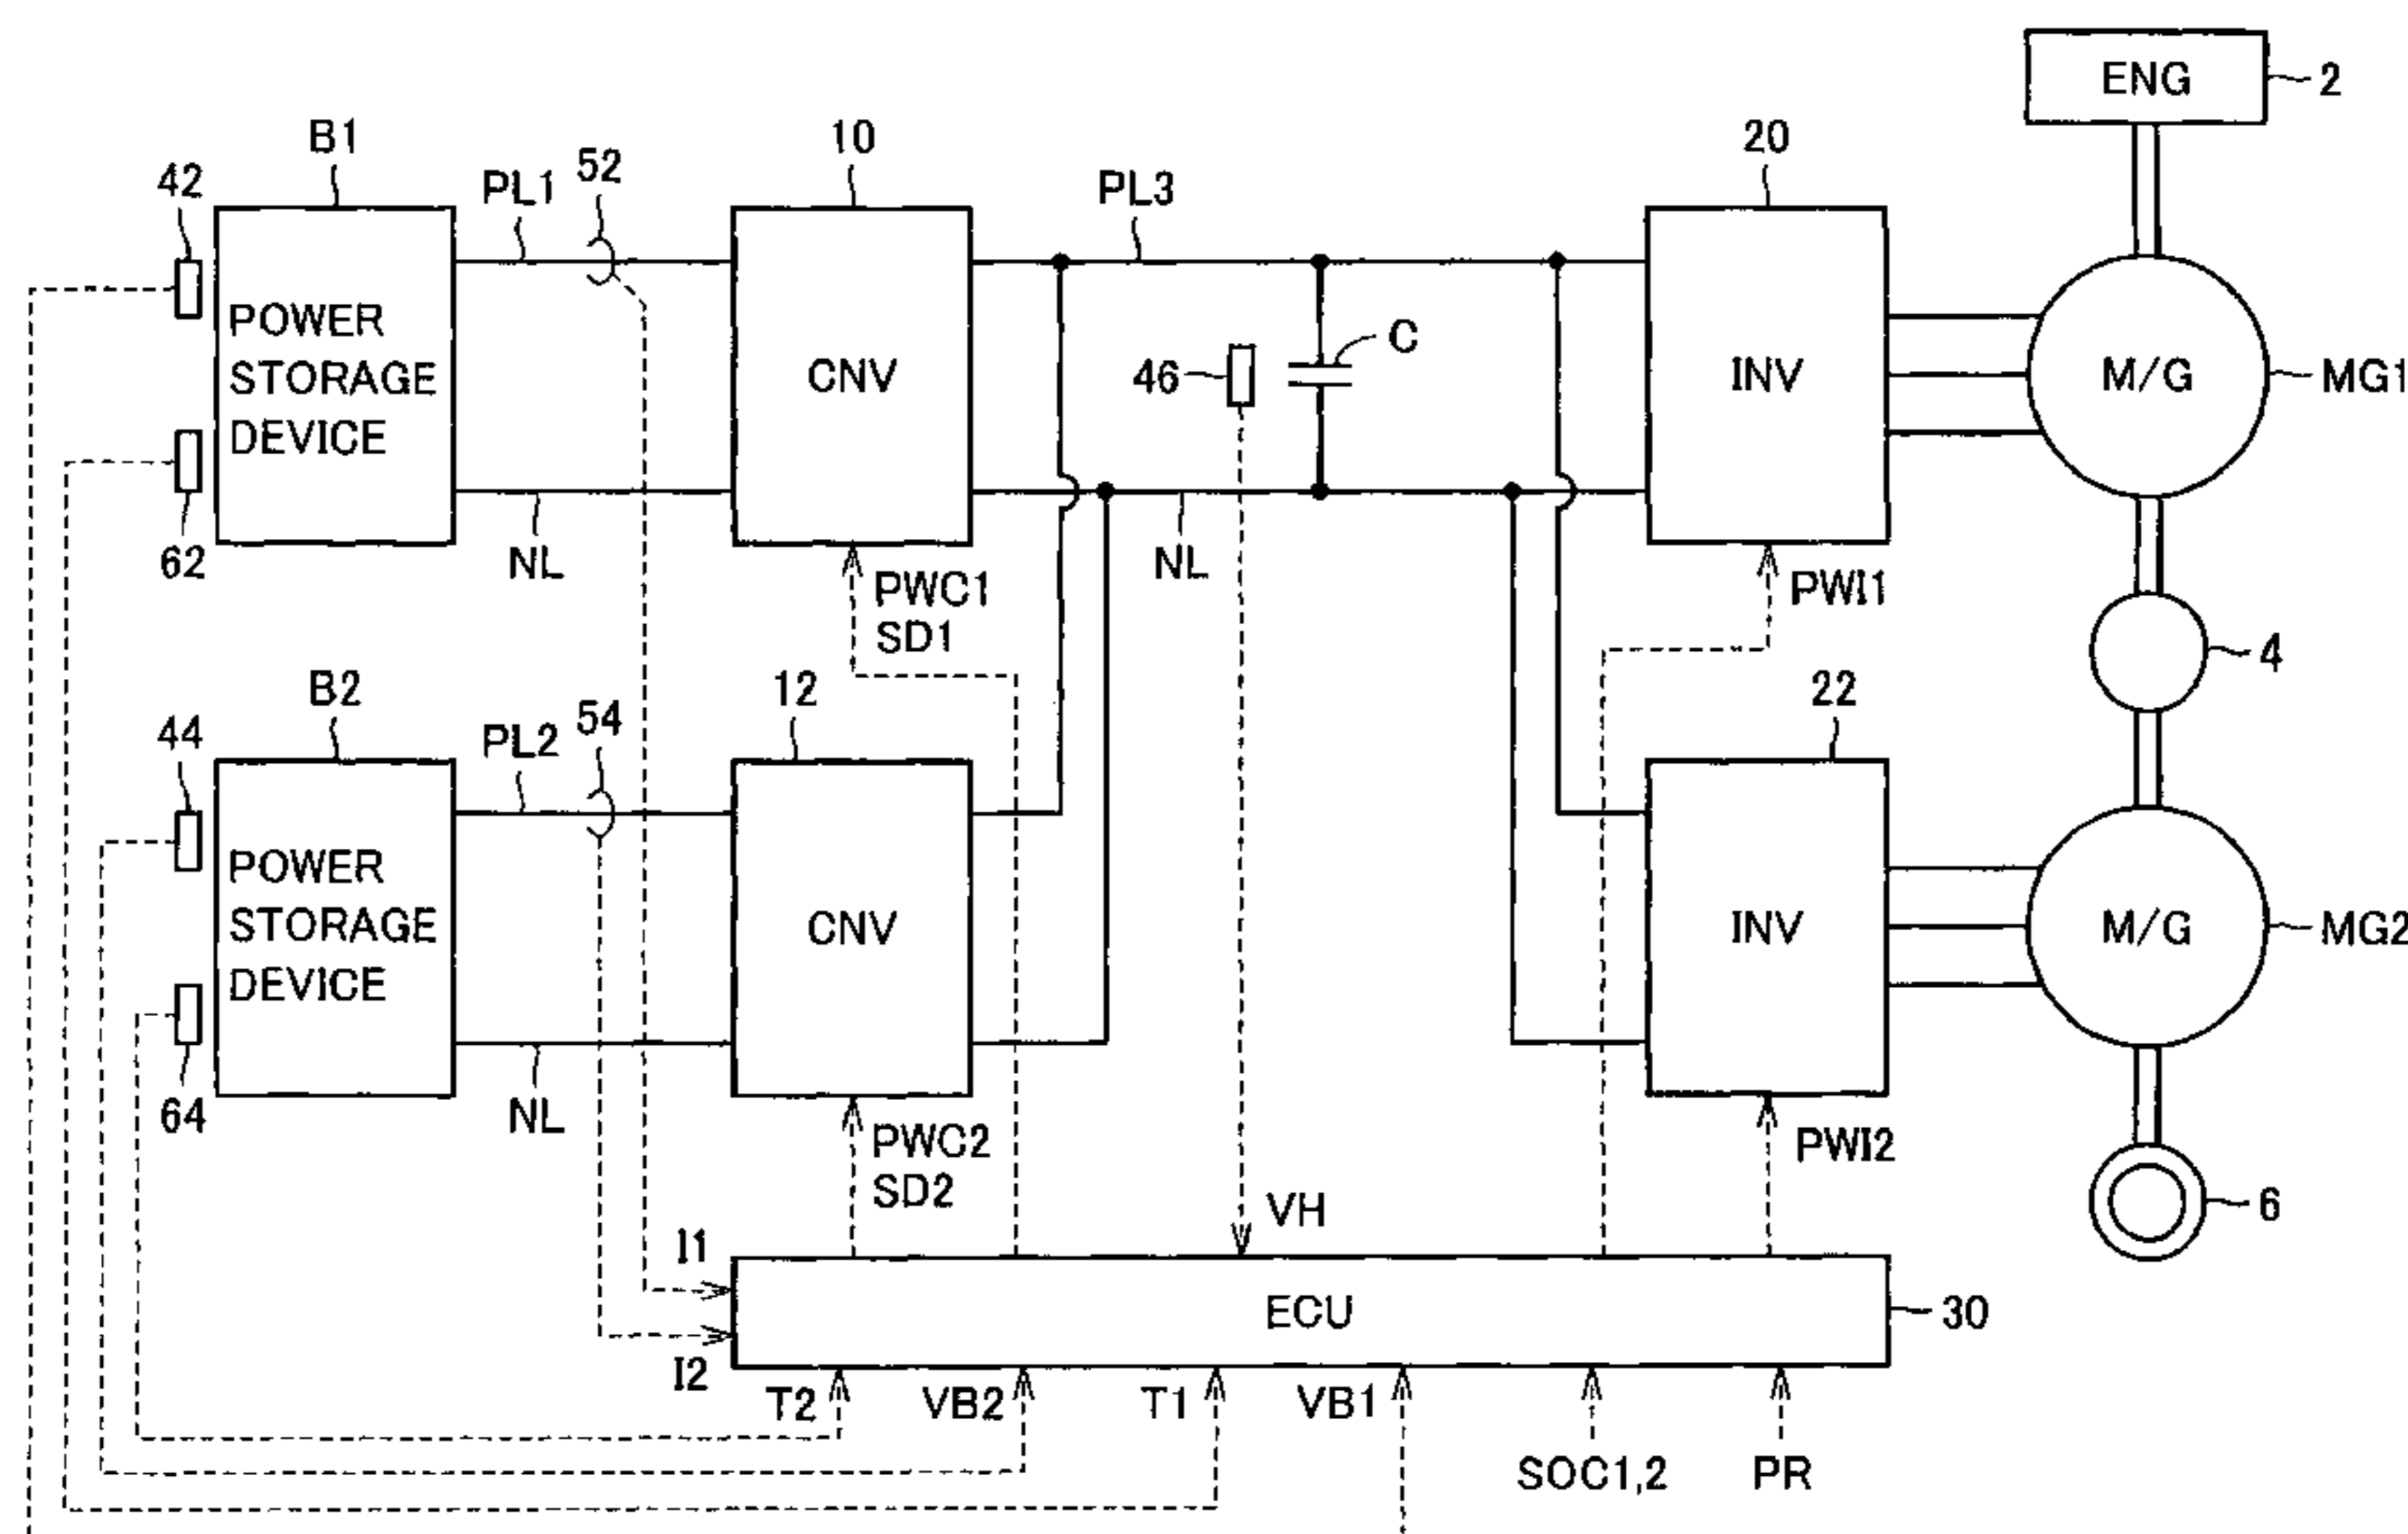 ENG
2
B1
10
20
42
PL1
52
PL3
POWER
STORAGE
DEVICE
CNV
46
C
INV
M/G
MG1
62
NL
NL
PWC1
SD1
PWI1
4
B2
12
22
44
PL2
54
POWER
STORAGE
DEVICE
CNV
INV
M/G
MG2
64
NL
PWC2
SD2
PWI2
6
VH
I1
ECU
30
I2
T2
VB2
T1
VB1
SOC1,2
PR